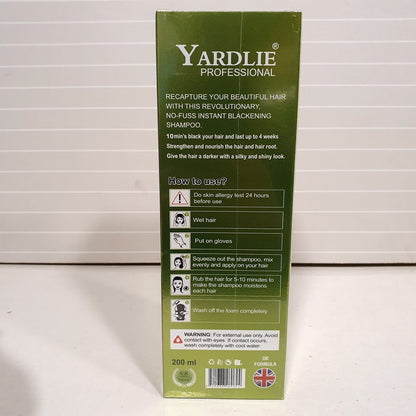 YARDLIE®
PROFESSIONAL
RECAPTURE YOUR BEAUTIFUL HAIR
WITH THIS REVOLUTIONARY,
NO-FUSS INSTANT BLACKENING
SHAMPOO.
10min's black your hair and last up to 4 weeks
Strengthen and nourish the hair and hair root.
Give the hair a darker with a silky and shiny look.
How to use?
Do skin allergy test 24 hours
before use
Wet hair
Put on gloves
Squeeze out the shampoo, mix
evenly and apply on your hair
Rub the hair for 5-10 minutes to
make the shampoo moistens
each hair
Wash off the foam completely
WARNING: For external use only. Avoid
contact with eyes. If contact occurs,
wash completely with cool water.
200 ml
UK
FORMULA